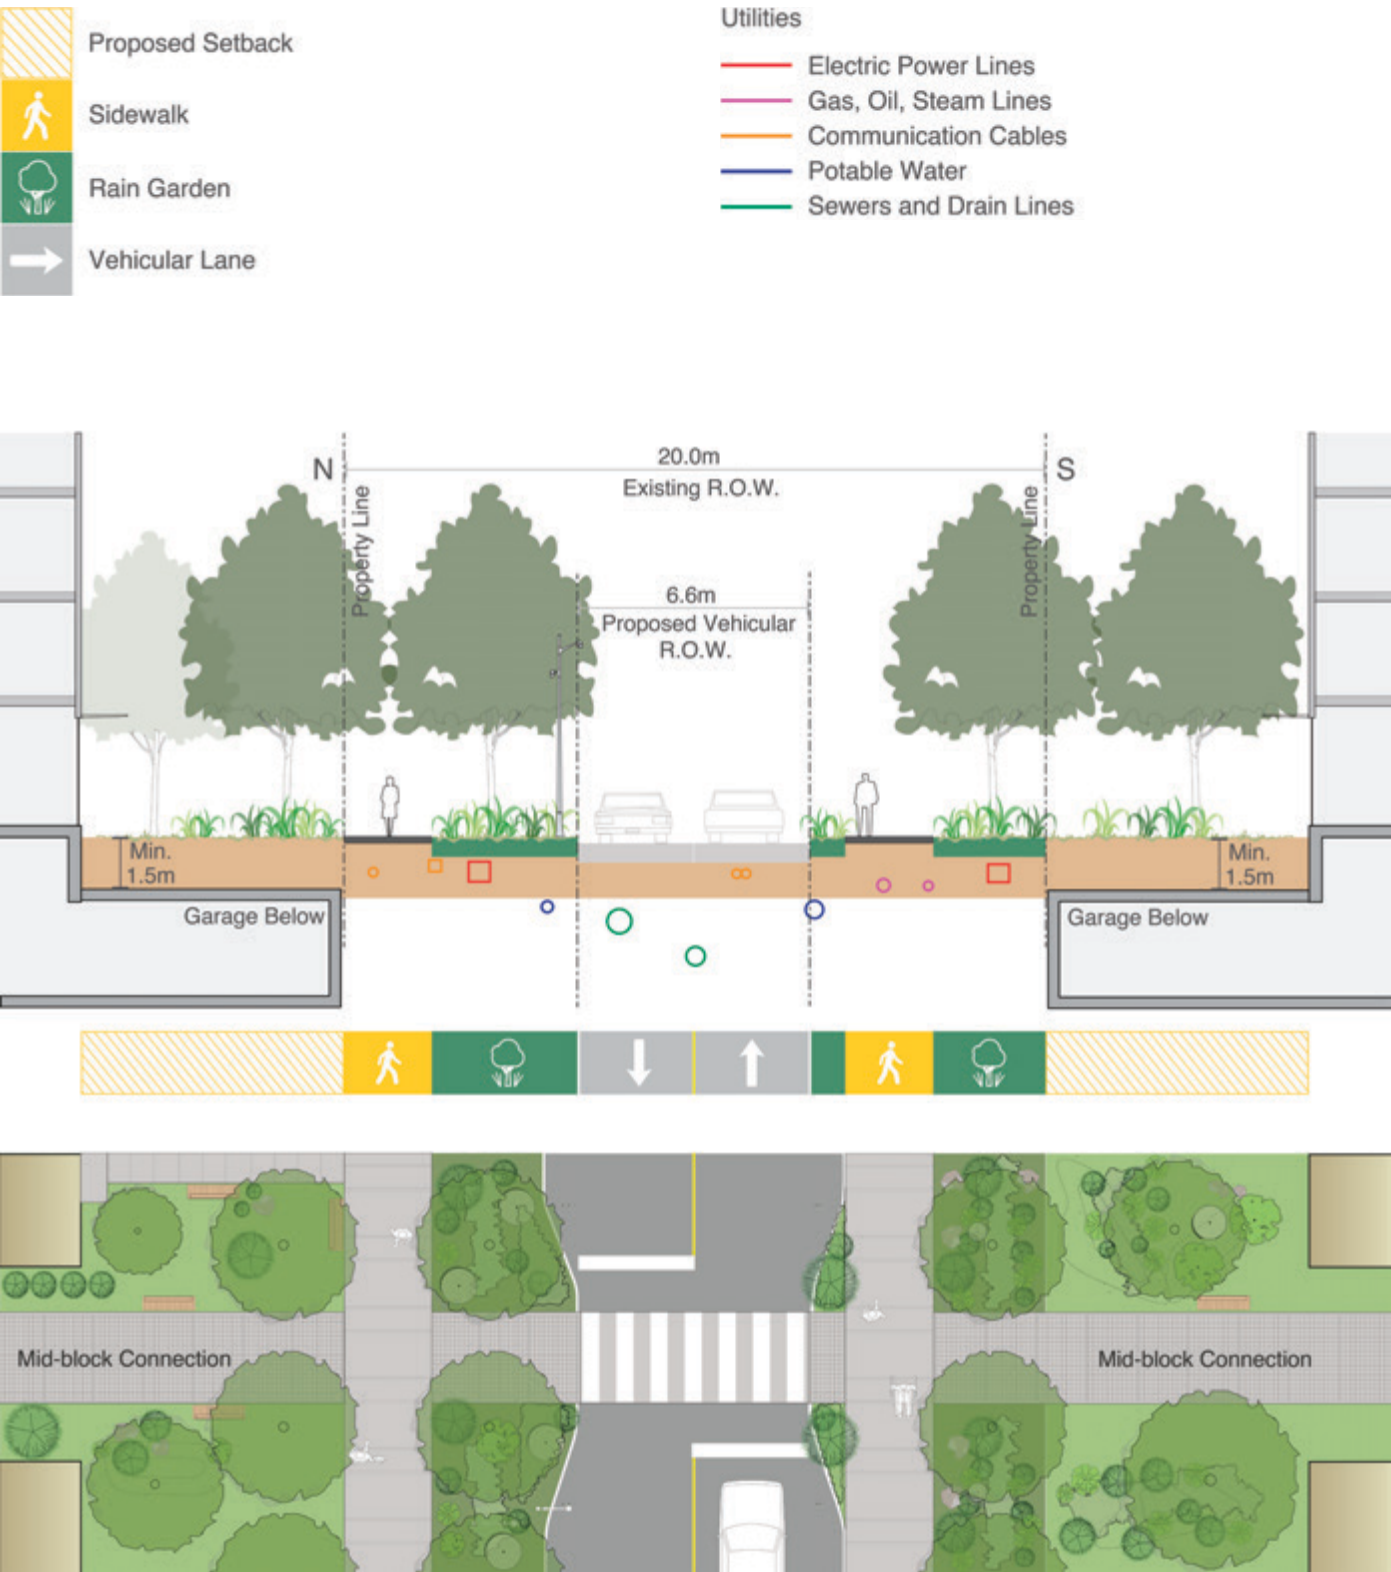 Proposed Setback
Sidewalk
Rain Garden
Vehicular Lane
Utilities
Electric Power Lines
Gas, Oil, Steam Lines
Communication Cables
Potable Water
Sewers and Drain Lines
N
20.0m
S
Existing R.O.W.
Property Line
Property Line
6.6m
Proposed Vehicular
R.O.W.
Min.
1.5m
Min.
1.5m
Garage Below
Garage Below
Mid-block Connection
Mid-block Connection